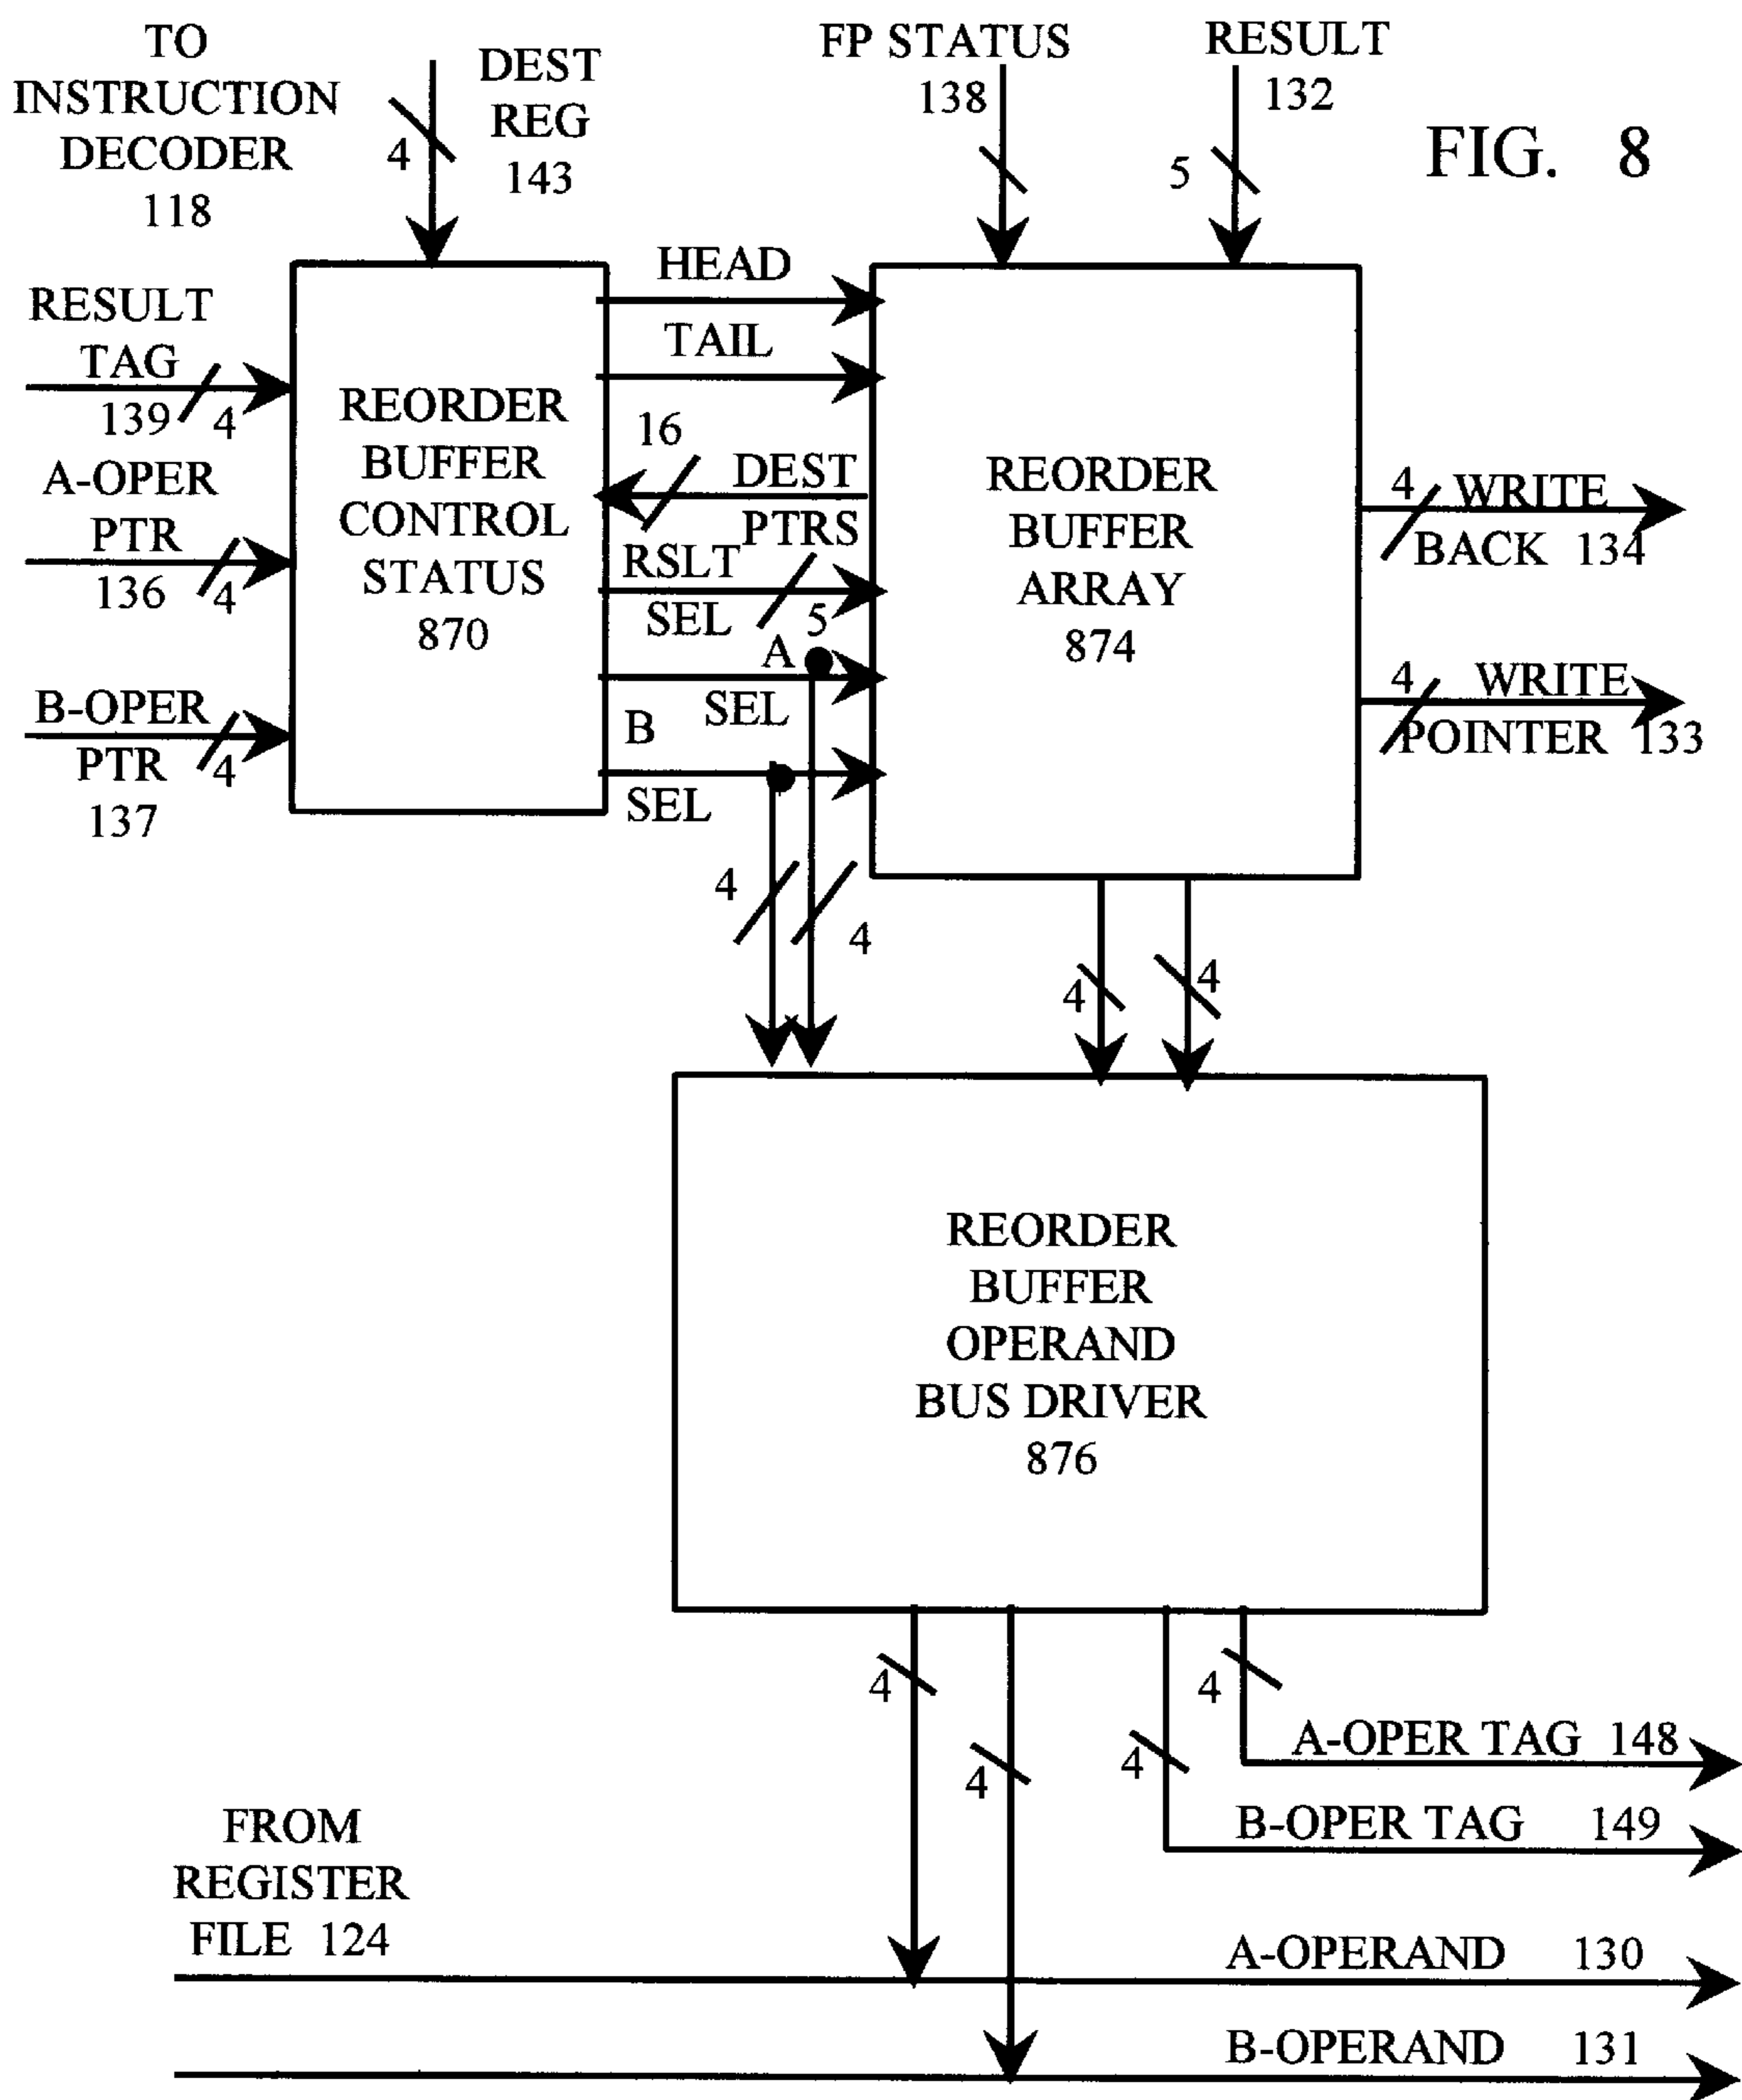 TO
INSTRUCTION
DECODER
118
4
DEST
REG
143
FP STATUS
138
RESULT
132
5
FIG. 8
RESULT
TAG
139
4
A-OPER
PTR
136
4
B-OPER
PTR
137
4
REORDER
BUFFER
CONTROL
STATUS
870
HEAD
TAIL
16
DEST
PTRS
RSLT
SEL
5
A
SEL
B
SEL
4
4
REORDER
BUFFER
ARRAY
874
4
WRITE
BACK 134
4
WRITE
POINTER 133
4
4
REORDER
BUFFER
OPERAND
BUS DRIVER
876
4
4
4
4
A-OPER TAG 148
B-OPER TAG 149
FROM
REGISTER
FILE 124
A-OPERAND 130
B-OPERAND 131